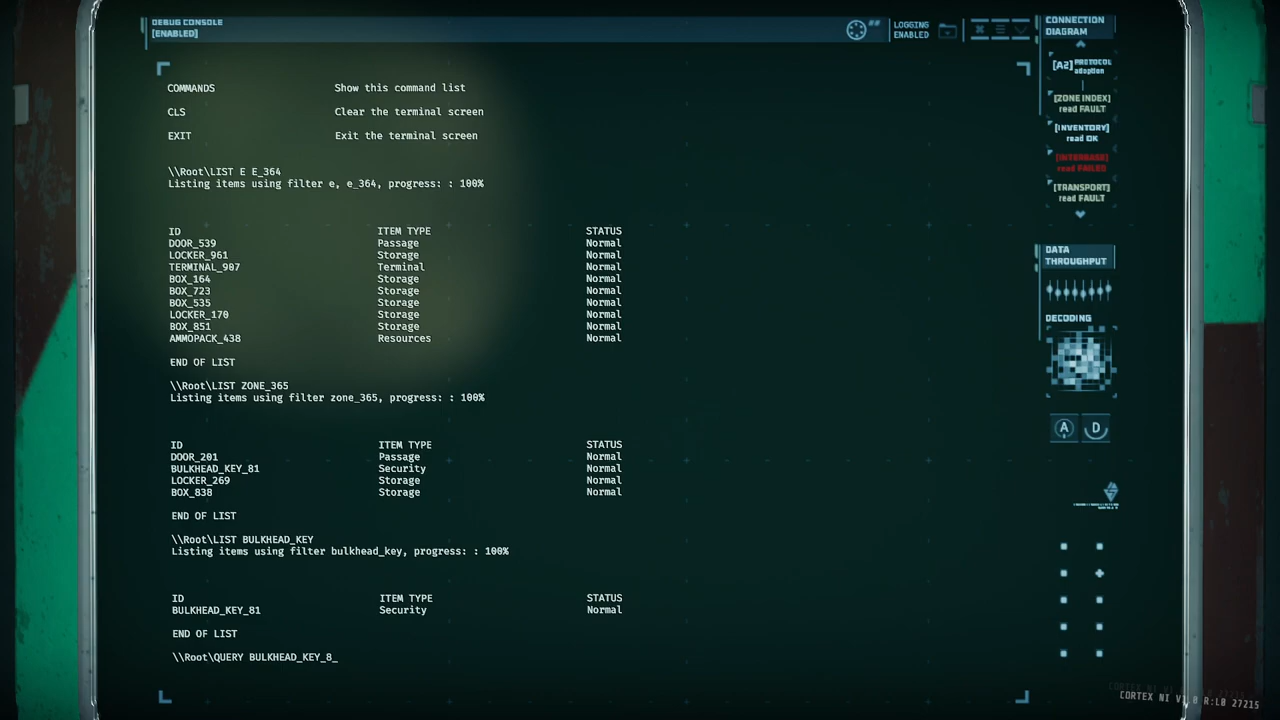 DEBUG CONSOLE
[ENABLED]
LOGGING
ENABLED
COMMANDS Show this command list
CLS Clear the terminal screen
EXIT Exit the terminal screen
\\Root\LIST E E_364
Listing items using filter e, e_364, progress: : 100%
ID ITEM TYPE STATUS
DOOR_539 Passage Normal
LOCKER_961 Storage Normal
TERMINAL_907 Terminal Normal
BOX_164 Storage Normal
BOX_723 Storage Normal
BOX_535 Storage Normal
LOCKER_170 Storage Normal
BOX_851 Storage Normal
AMMOPACK_438 Resources Normal
END OF LIST
\\Root\LIST ZONE_365
Listing items using filter zone_365, progress: : 100%
ID ITEM TYPE STATUS
DOOR_201 Passage Normal
BULKHEAD_KEY_81 Security Normal
LOCKER_269 Storage Normal
BOX_838 Storage Normal
END OF LIST
\\Root\LIST BULKHEAD_KEY
Listing items using filter bulkhead_key, progress: : 100%
ID ITEM TYPE STATUS
BULKHEAD_KEY_81 Security Normal
END OF LIST
\\Root\QUERY BULKHEAD_KEY_8_
CONNECTION
DIAGRAM
[A2] PROTOCOL
adaption
[ZONE INDEX]
read FAULT
[INVENTORY]
read OK
read FAILED
[TRANSPORT]
read FAULT
DATA
THROUGHPUT
DECODING
A D
CORTEX NI V1.0 R:L0 27215